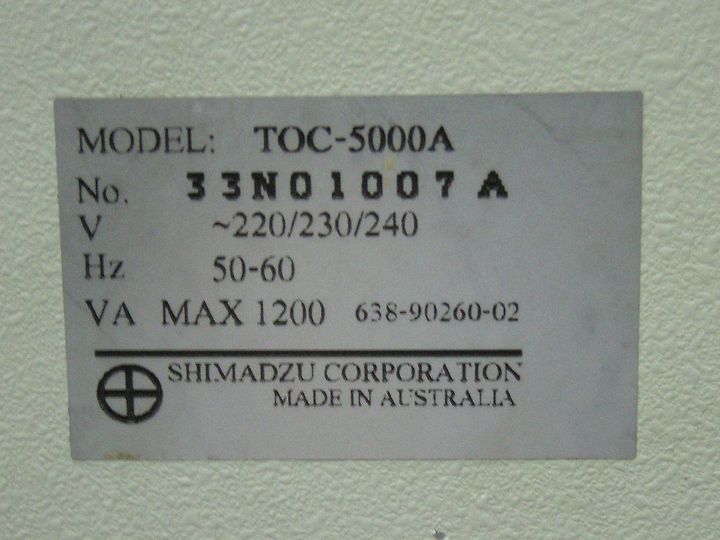 MODEL: TOC-5000A
No. 33N01007A
V ~220/230/240
Hz 50-60
VA MAX 1200 638-90260-02
SHIMADZU CORPORATION
MADE IN AUSTRALIA